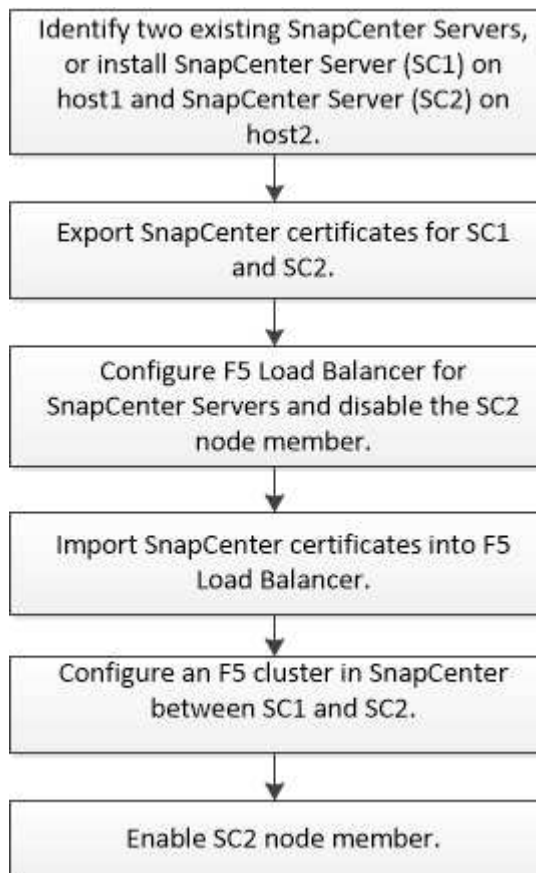 Identify two existing SnapCenter Servers,
or install SnapCenter Server (SC1) on
host1 and SnapCenter Server (SC2) on
host2.
Export SnapCenter certificates for SC1
and SC2.
Configure F5 Load Balancer for
SnapCenter Servers and disable the SC2
node member.
Import SnapCenter certificates into F5
Load Balancer.
Configure an F5 cluster in SnapCenter
between SC1 and SC2.
Enable SC2 node member.